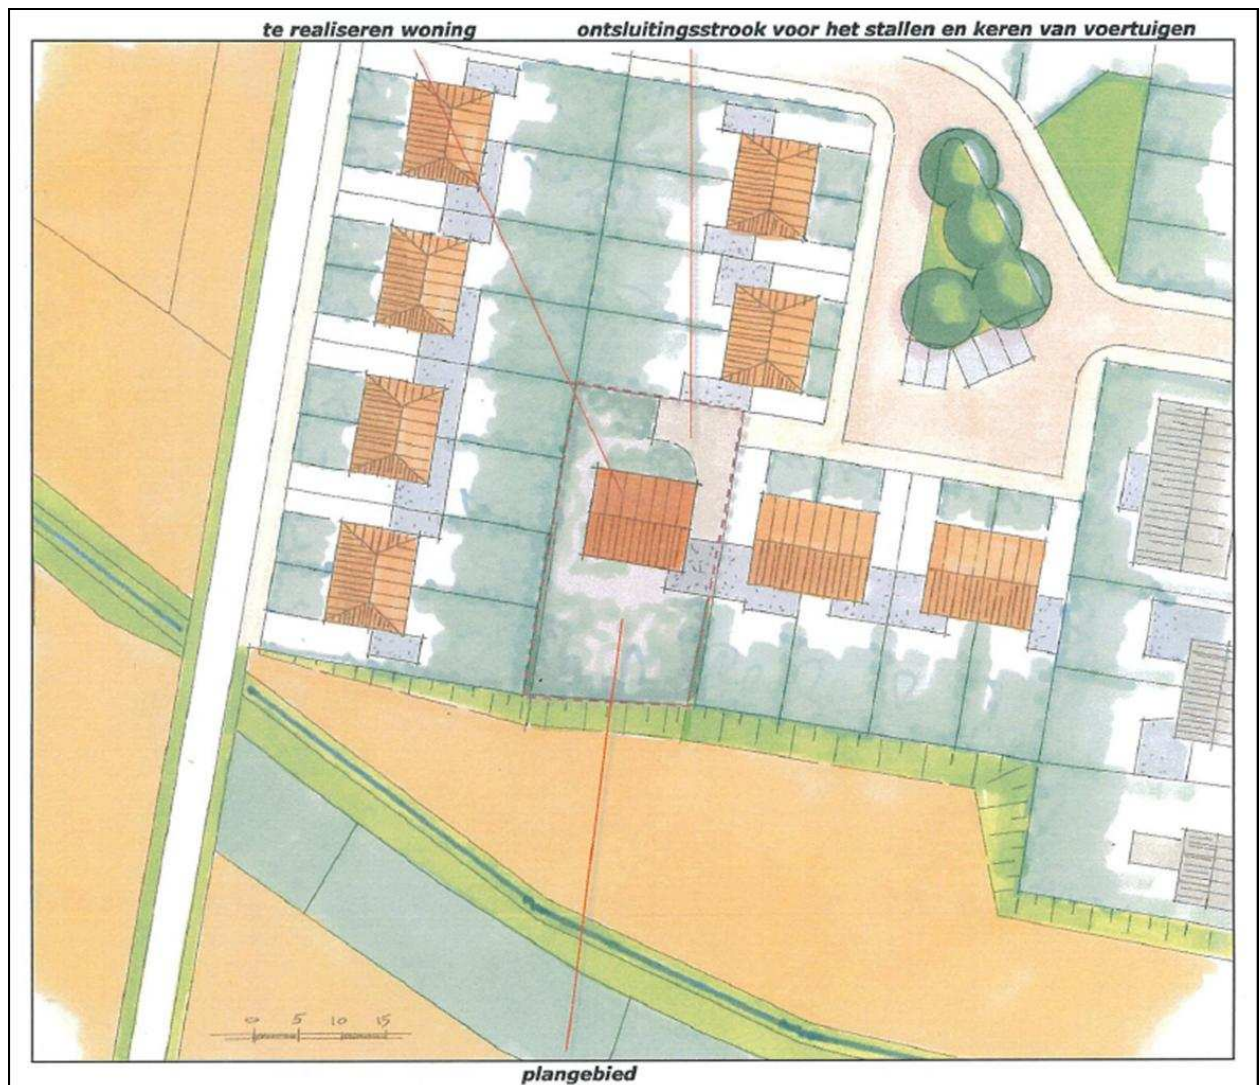 te realiseren woning
ontsluitingsstrook voor het stallen en keren van voertuigen
0 5 10 15
plangebied